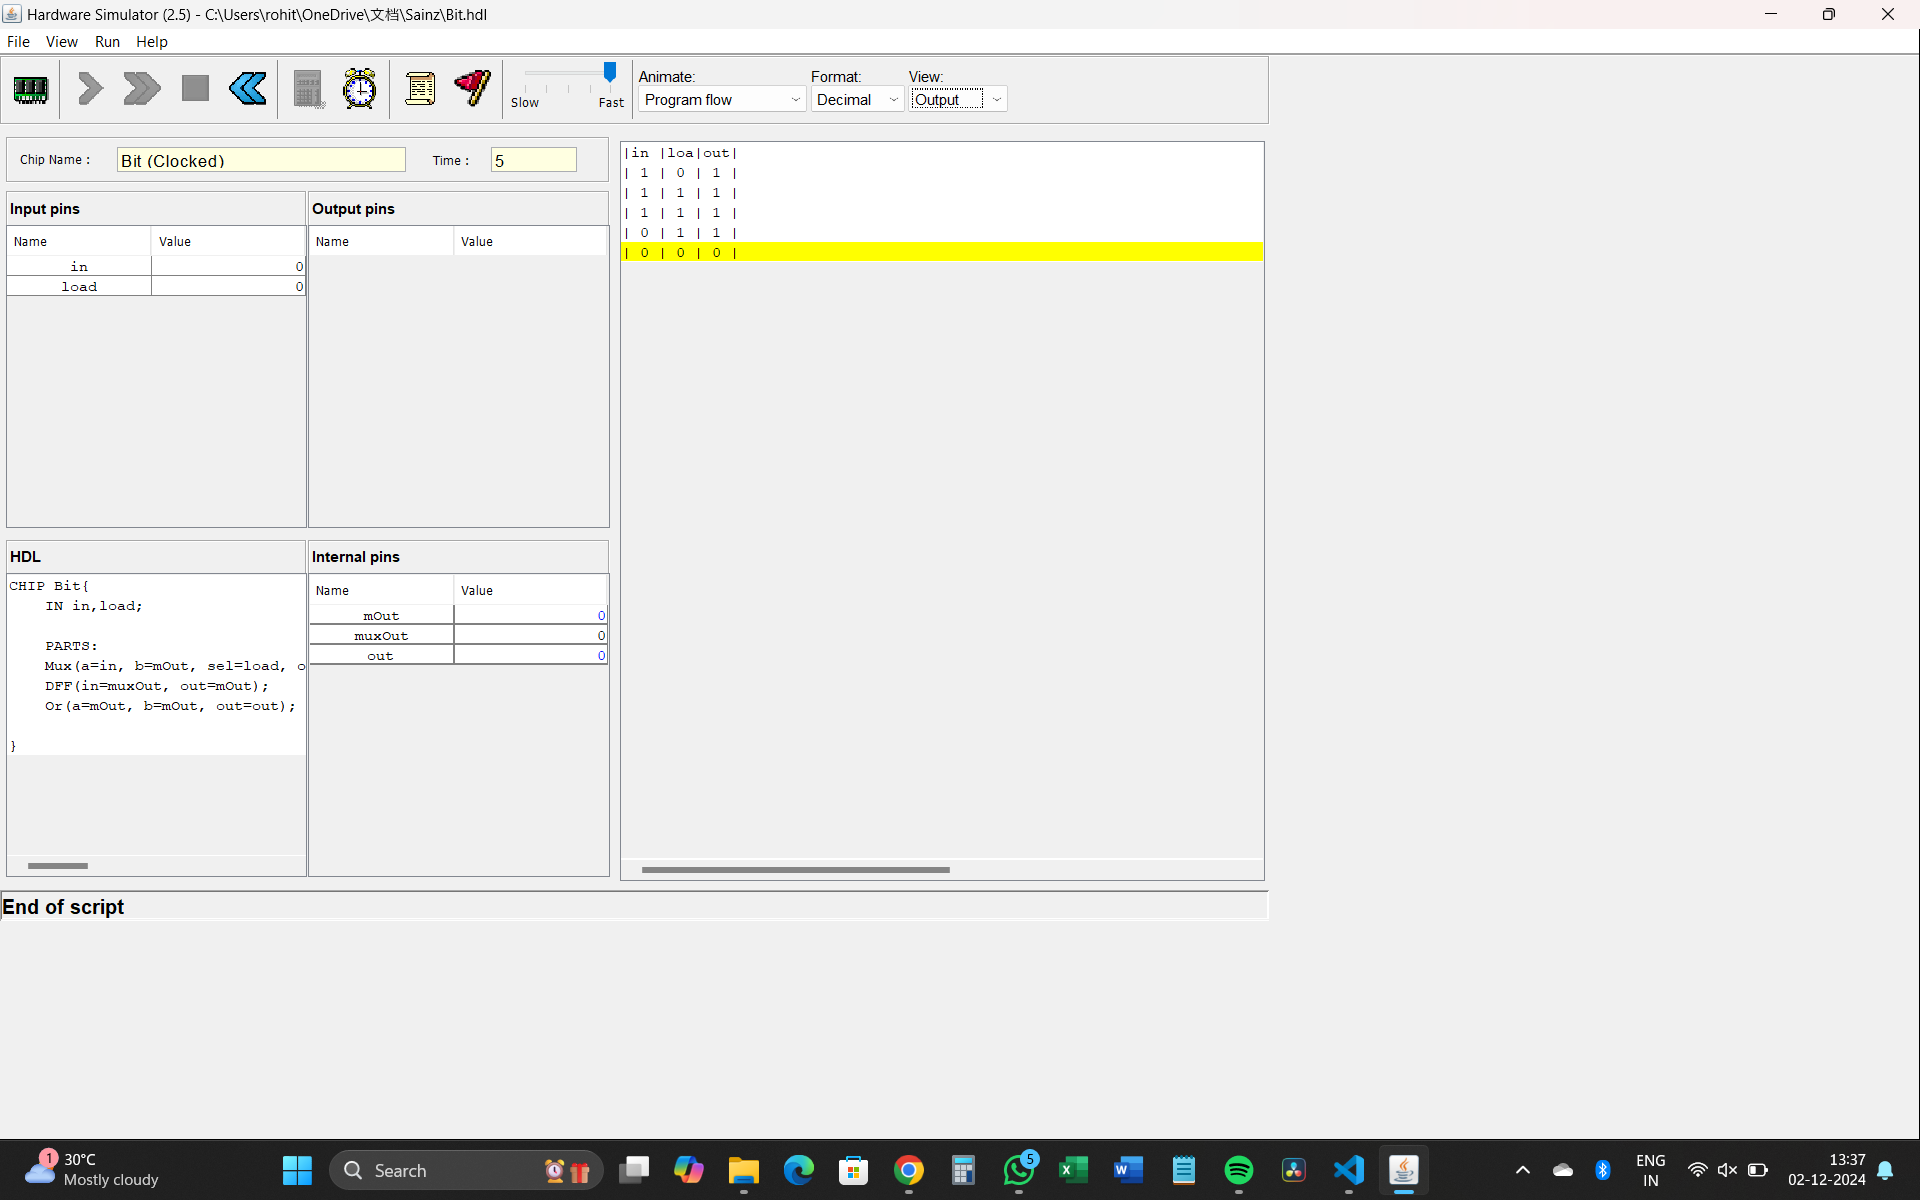 Hardware Simulator (2.5) - C:\Users\rohit\OneDrive\文档\Sainz\Bit.hdl
File View Run Help
Animate: Format: View:
Slow Fast Program flow Decimal Output
Chip Name : Bit (Clocked) Time : 5
Input pins
Name Value
in 0
load 0
Output pins
Name Value
|in |loa|out|
| 1 | 0 | 1 |
| 1 | 1 | 1 |
| 1 | 1 | 1 |
| 0 | 1 | 1 |
| 0 | 0 | 0 |
HDL
CHIP Bit{
IN in,load;
PARTS:
Mux(a=in, b=mOut, sel=load, o
DFF(in=muxOut, out=mOut);
Or(a=mOut, b=mOut, out=out);
}
Internal pins
Name Value
mOut 0
muxOut 0
out 0
End of script
1
30°C
Mostly cloudy
Search
5
ENG
IN
13:37
02-12-2024